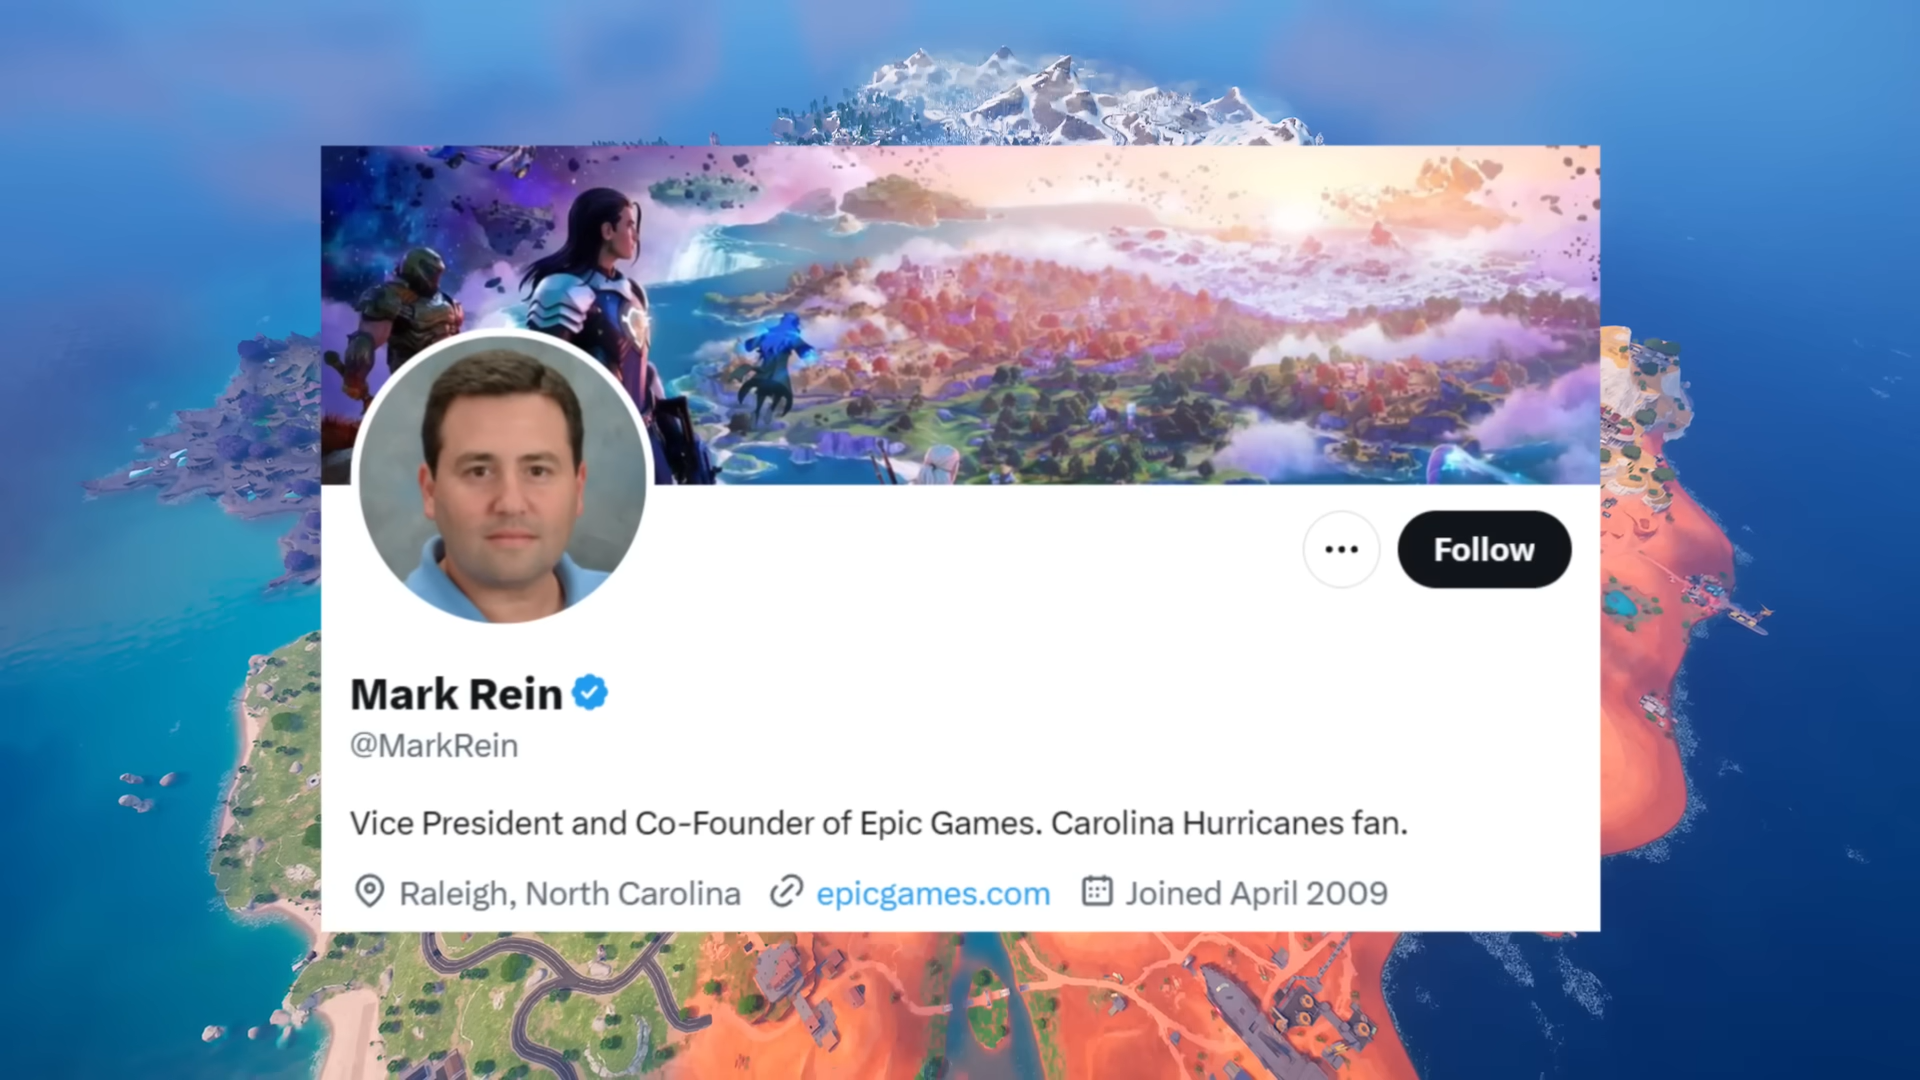 Follow
Mark Rein
@MarkRein
Vice President and Co-Founder of Epic Games. Carolina Hurricanes fan.
Raleigh, North Carolina epicgames.com Joined April 2009